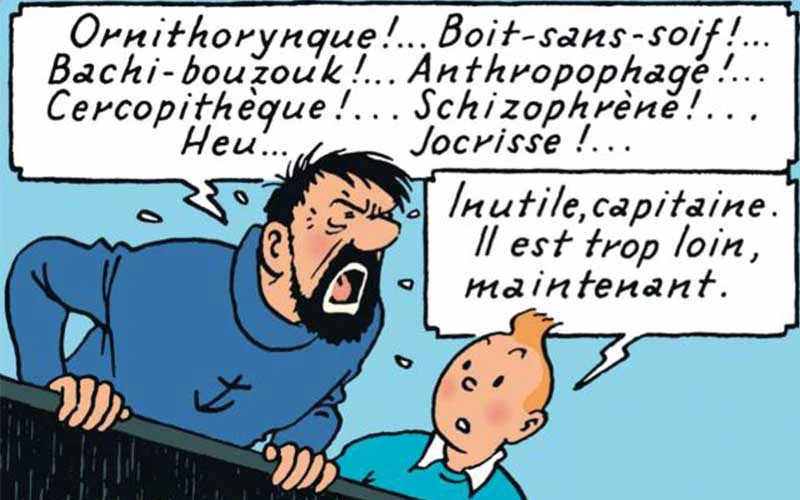 Ornithorynque!... Boit-sans-soif!...
Bachi-bouzouk!... Anthropophage!...
Cercopithèque!... Schizophrène!...
Heu... Jocrisse!...
Inutile, capitaine.
Il est trop loin,
maintenant.